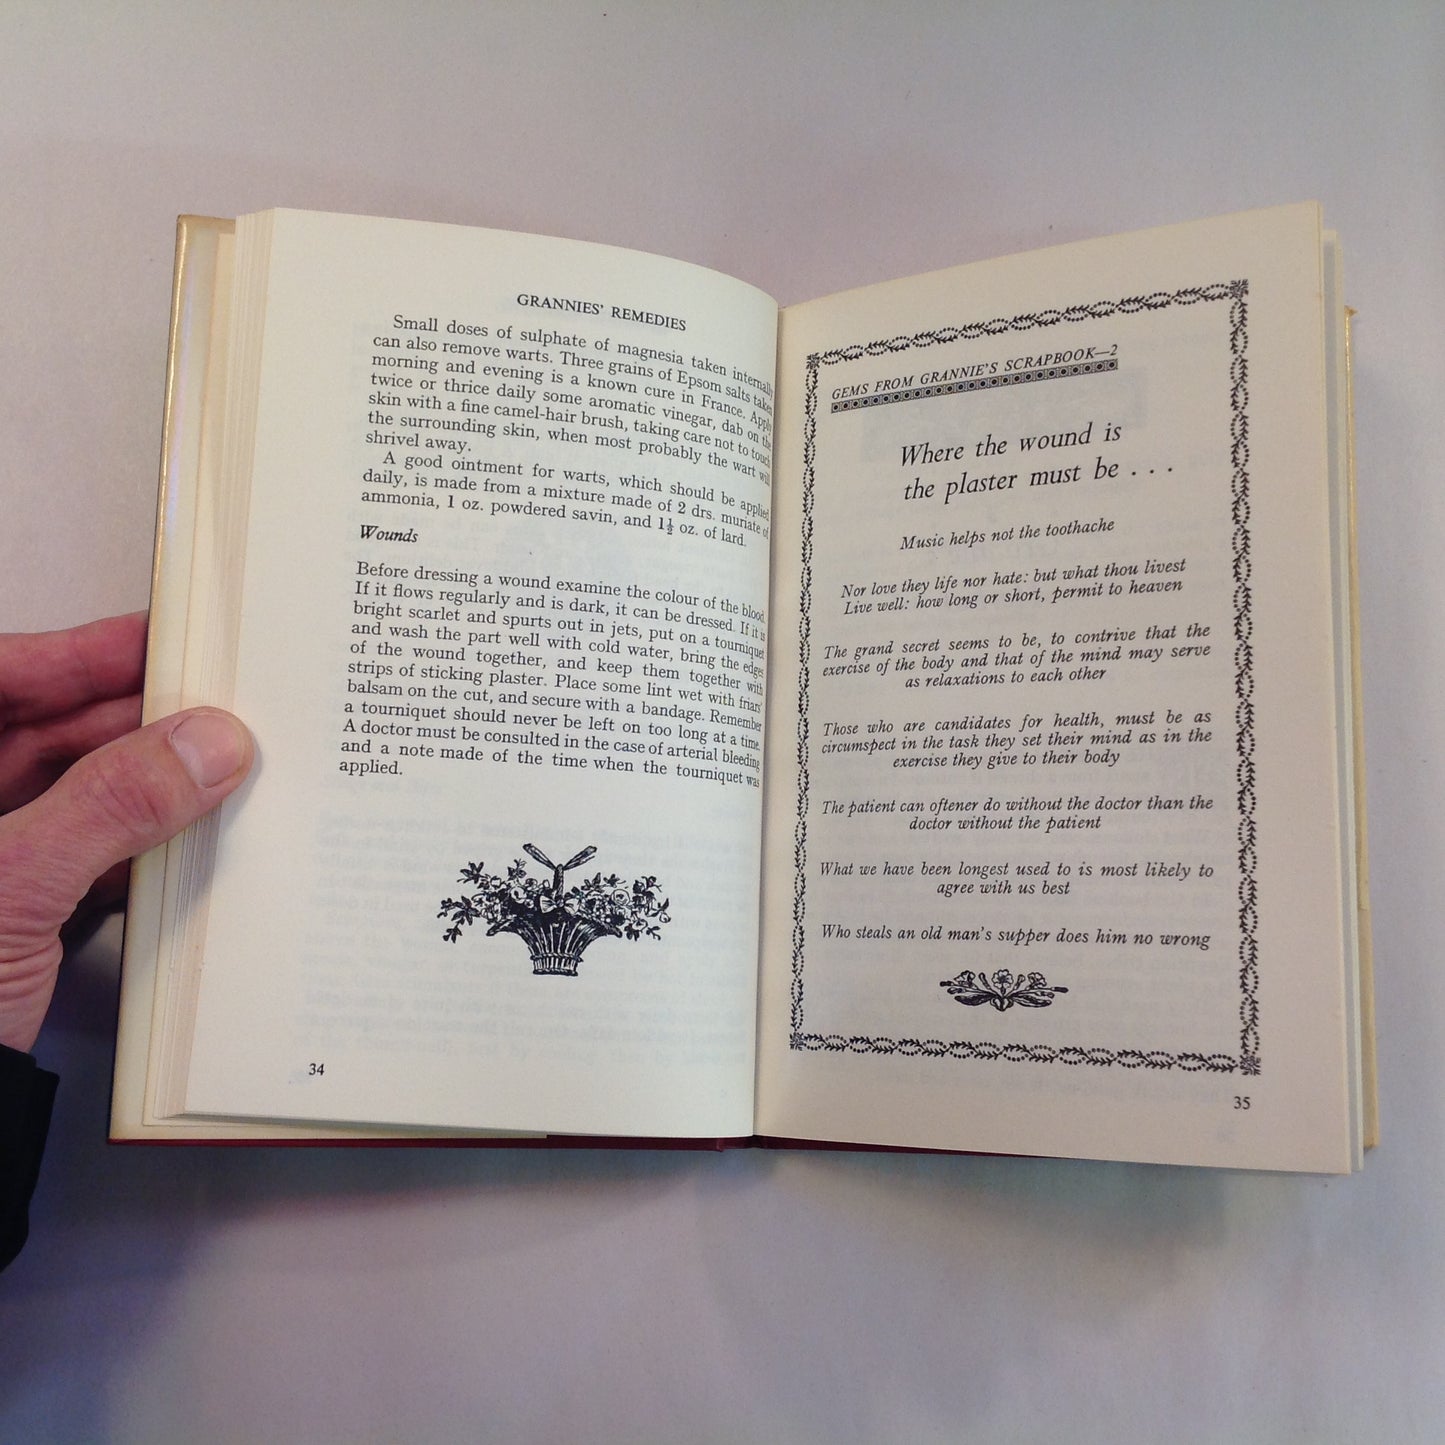 GRANNIES' REMEDIES
Small doses of sulphate of magnesia taken internally
can also remove warts. Three grains of Epsom salts taken
morning and evening is a known cure in France. Apply
twice or thrice daily some aromatic vinegar, dab on the
skin with a fine camel-hair brush, taking care not to touch
the surrounding skin, when most probably the wart will
shrivel away.
A good ointment for warts, which should be applied
daily, is made from a mixture made of 2 drs. muriate of
ammonia, 1 oz. powdered savin, and 1½ oz. of lard.
Wounds
Before dressing a wound examine the colour of the blood.
If it flows regularly and is dark, it can be dressed. If it is
bright scarlet and spurts out in jets, put on a tourniquet
and wash the part well with cold water, bring the edges
of the wound together, and keep them together with
strips of sticking plaster. Place some lint wet with friars'
balsam on the cut, and secure with a bandage. Remember
a tourniquet should never be left on too long at a time.
A doctor must be consulted in the case of arterial bleeding
and a note made of the time when the tourniquet was
applied.
34
GEMS FROM GRANNIE'S SCRAPBOOK—2
Where the wound is
the plaster must be . . .
Music helps not the toothache
Nor love they life nor hate: but what thou livest
Live well: how long or short, permit to heaven
The grand secret seems to be, to contrive that the
exercise of the body and that of the mind may serve
as relaxations to each other
Those who are candidates for health, must be as
circumspect in the task they set their mind as in the
exercise they give to their body
The patient can oftener do without the doctor than the
doctor without the patient
What we have been longest used to is most likely to
agree with us best
Who steals an old man's supper does him no wrong
35